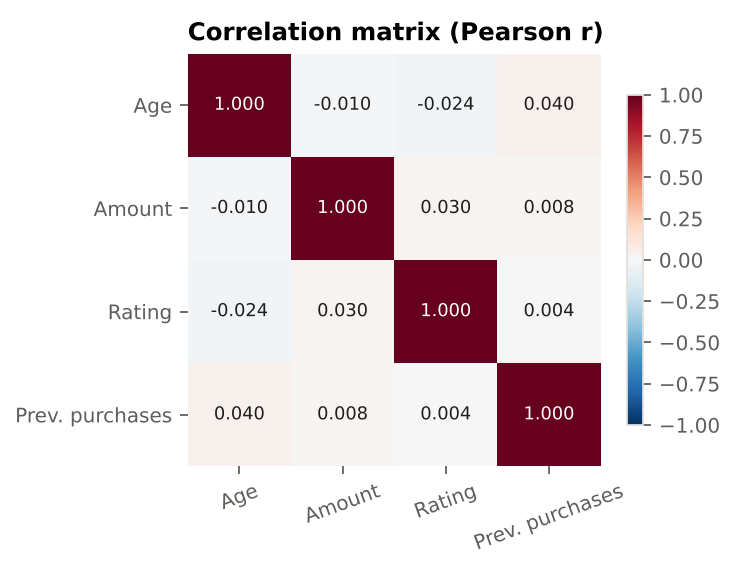 Correlation matrix (Pearson r)
Age 1.000 -0.010 -0.024 0.040
Amount -0.010 1.000 0.030 0.008
Rating -0.024 0.030 1.000 0.004
Prev. purchases 0.040 0.008 0.004 1.000
Age Amount Rating Prev. purchases
1.00
0.75
0.50
0.25
0.00
−0.25
−0.50
−0.75
−1.00